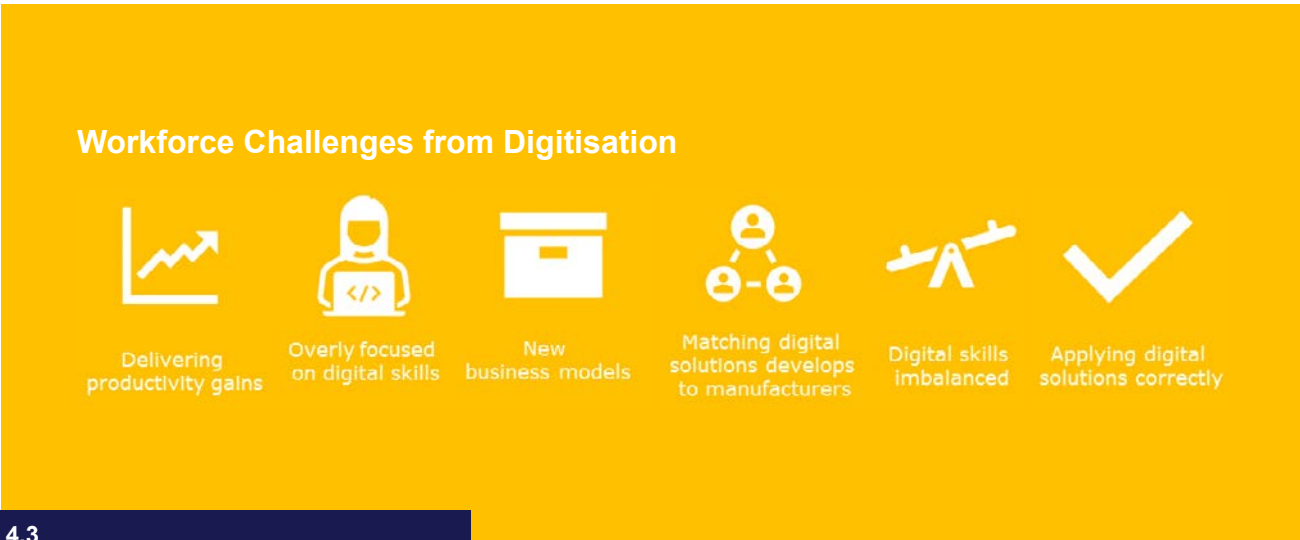 Workforce Challenges from Digitisation
</>
Delivering
productivity gains
Overly focused
on digital skills
New
business models
Matching digital
solutions develops
to manufacturers
Digital skills
imbalanced
Applying digital
solutions correctly
4.3